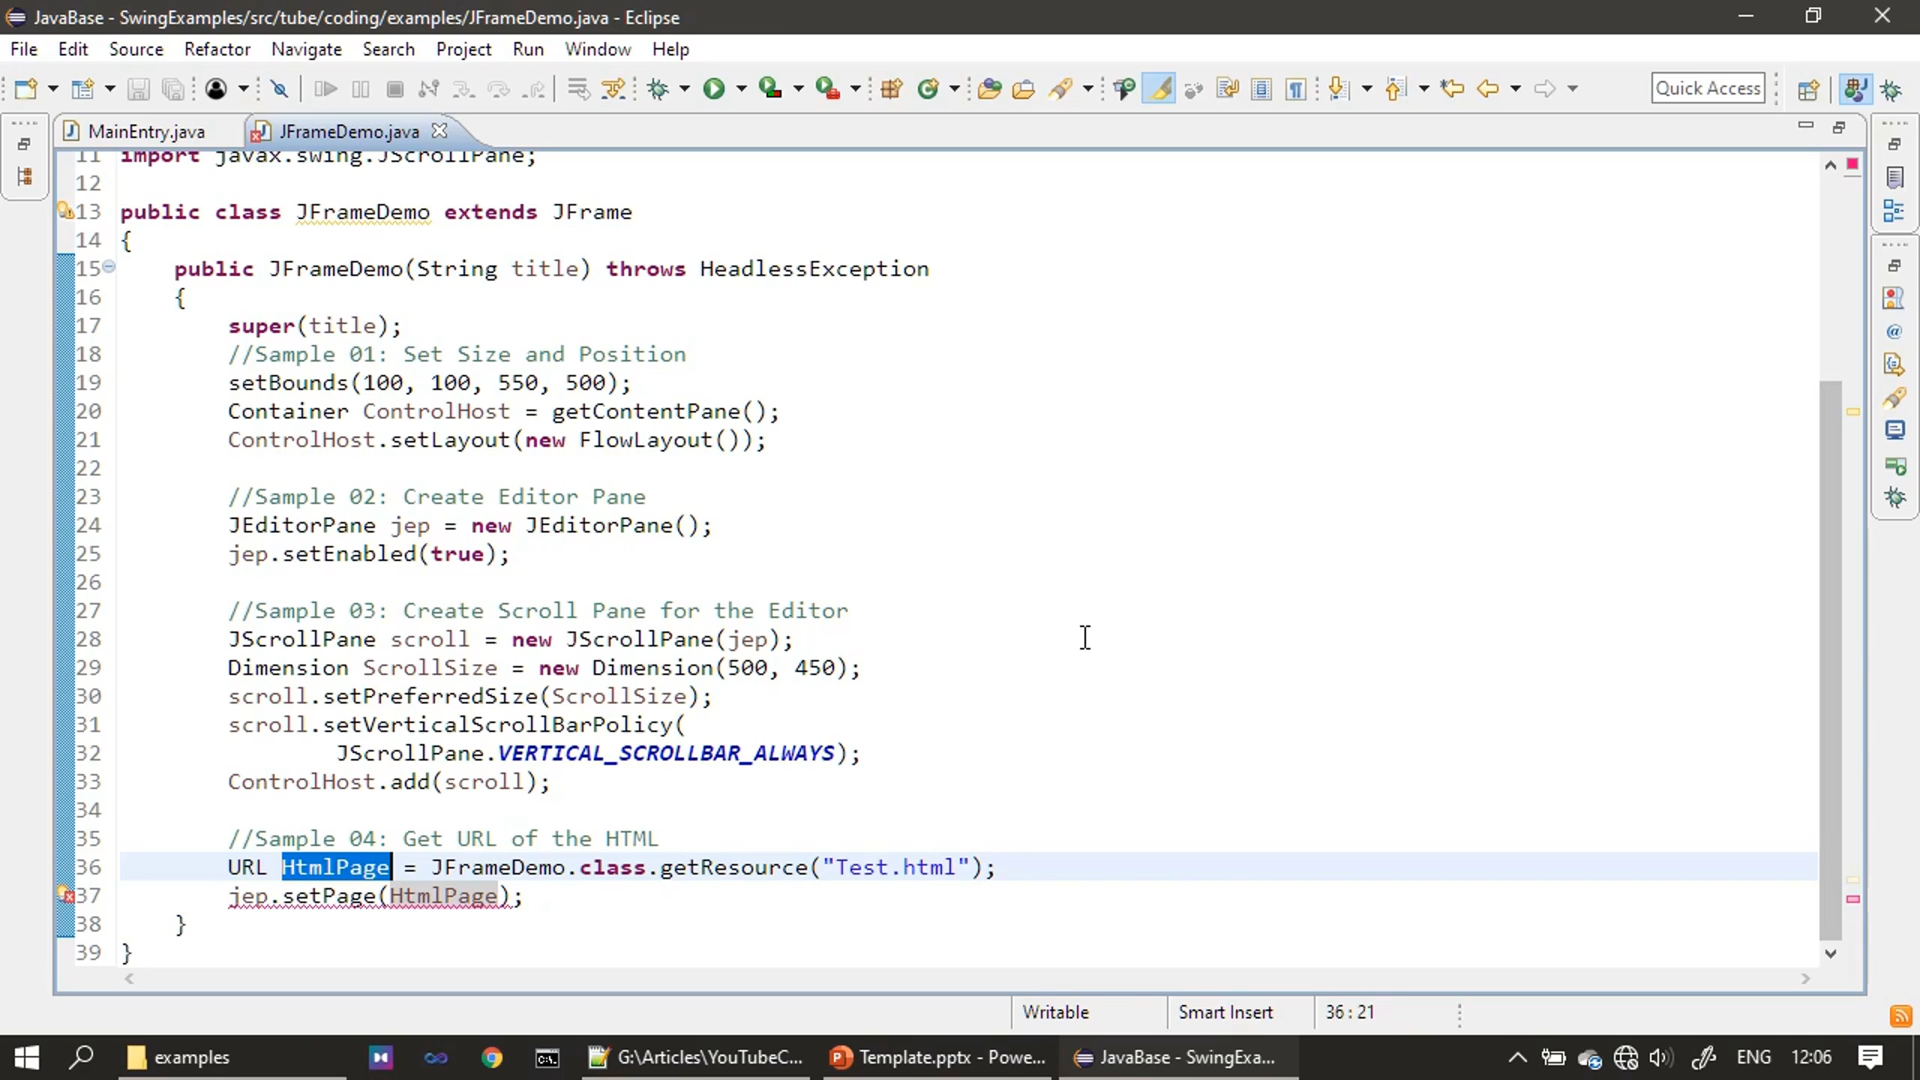 JavaBase - SwingExamples/src/tube/coding/examples/JFrameDemo.java - Eclipse
File Edit Source Refactor Navigate Search Project Run Window Help
Quick Access
MainEntry.java JFrameDemo.java
11 import javax.swing.JScrollPane;
12
13 public class JFrameDemo extends JFrame
14 {
15 public JFrameDemo(String title) throws HeadlessException
16 {
17 super(title);
18 //Sample 01: Set Size and Position
19 setBounds(100, 100, 550, 500);
20 Container ControlHost = getContentPane();
21 ControlHost.setLayout(new FlowLayout());
22
23 //Sample 02: Create Editor Pane
24 JEditorPane jep = new JEditorPane();
25 jep.setEnabled(true);
26
27 //Sample 03: Create Scroll Pane for the Editor
28 JScrollPane scroll = new JScrollPane(jep);
29 Dimension ScrollSize = new Dimension(500, 450);
30 scroll.setPreferredSize(ScrollSize);
31 scroll.setVerticalScrollBarPolicy(
32 JScrollPane.VERTICAL_SCROLLBAR_ALWAYS);
33 ControlHost.add(scroll);
34
35 //Sample 04: Get URL of the HTML
36 URL HtmlPage = JFrameDemo.class.getResource("Test.html");
37 jep.setPage(HtmlPage);
38 }
39 }
Writable Smart Insert 36 : 21
examples G:\Articles\YouTubeC... Template.pptx - Powe... JavaBase - SwingExa... ENG 12:06